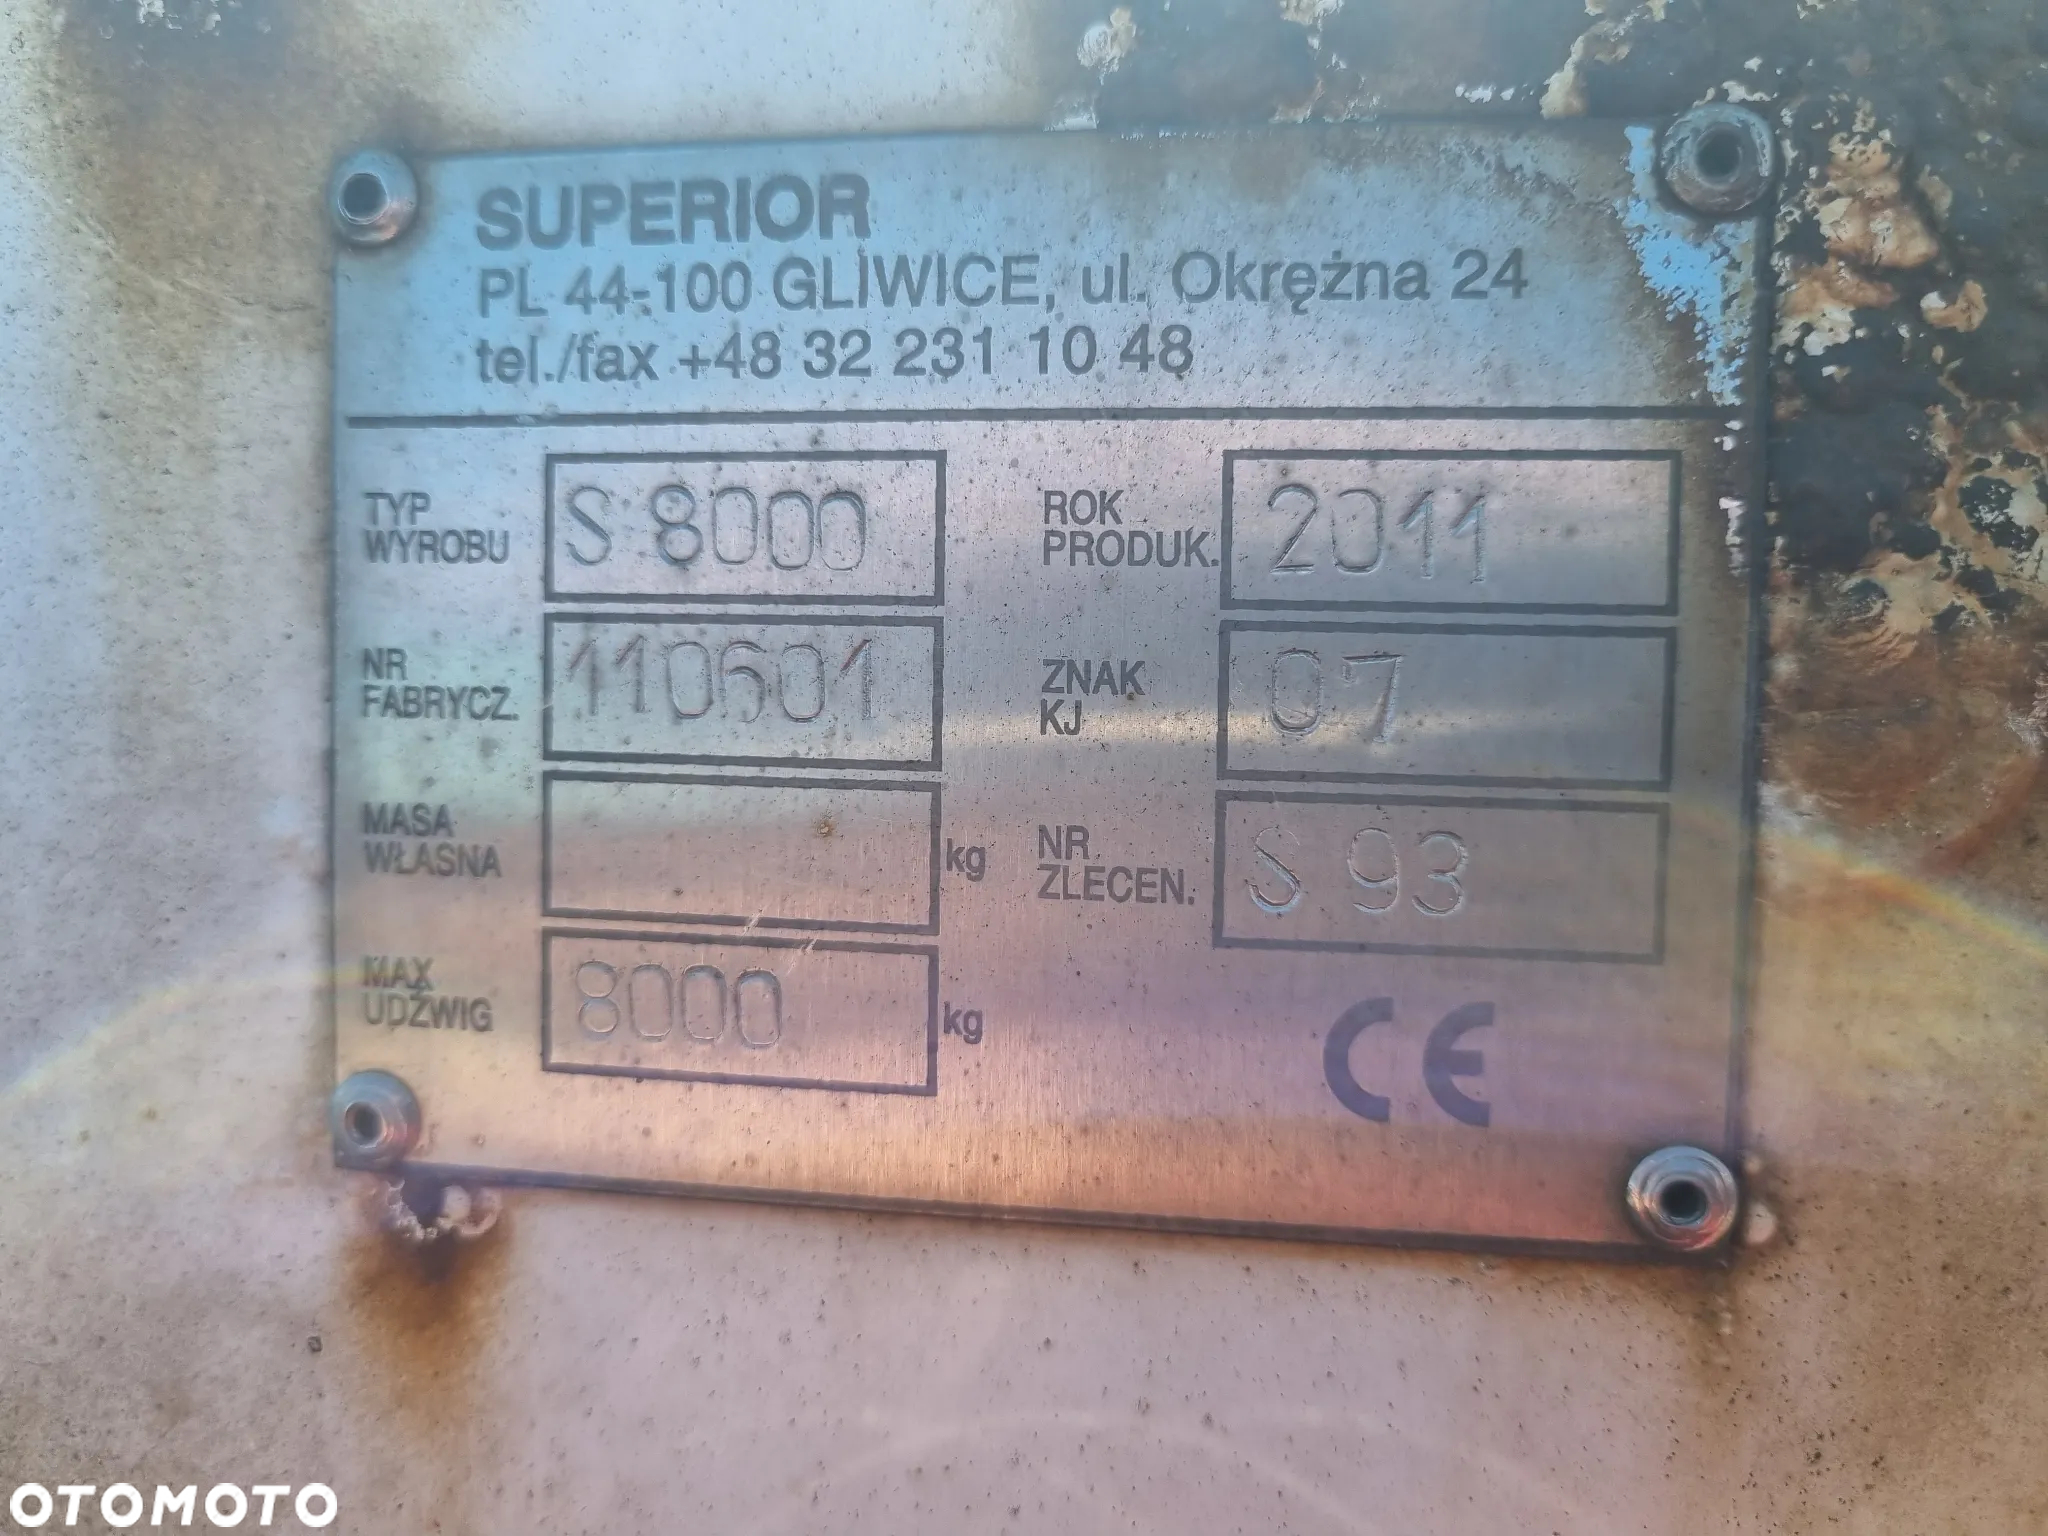 SUPERIOR
PL 44-100 GLIWICE, ul. Okrężna 24
tel./fax +48 32 231 10 48
TYP WYROBU
S 8000
ROK PRODUK.
2011
NR FABRYCZ.
110601
ZNAK KJ
07
MASA WŁASNA
kg
NR ZLECEN.
S 93
MAX UDŹWIG
8000
kg
CE
OTOMOTO